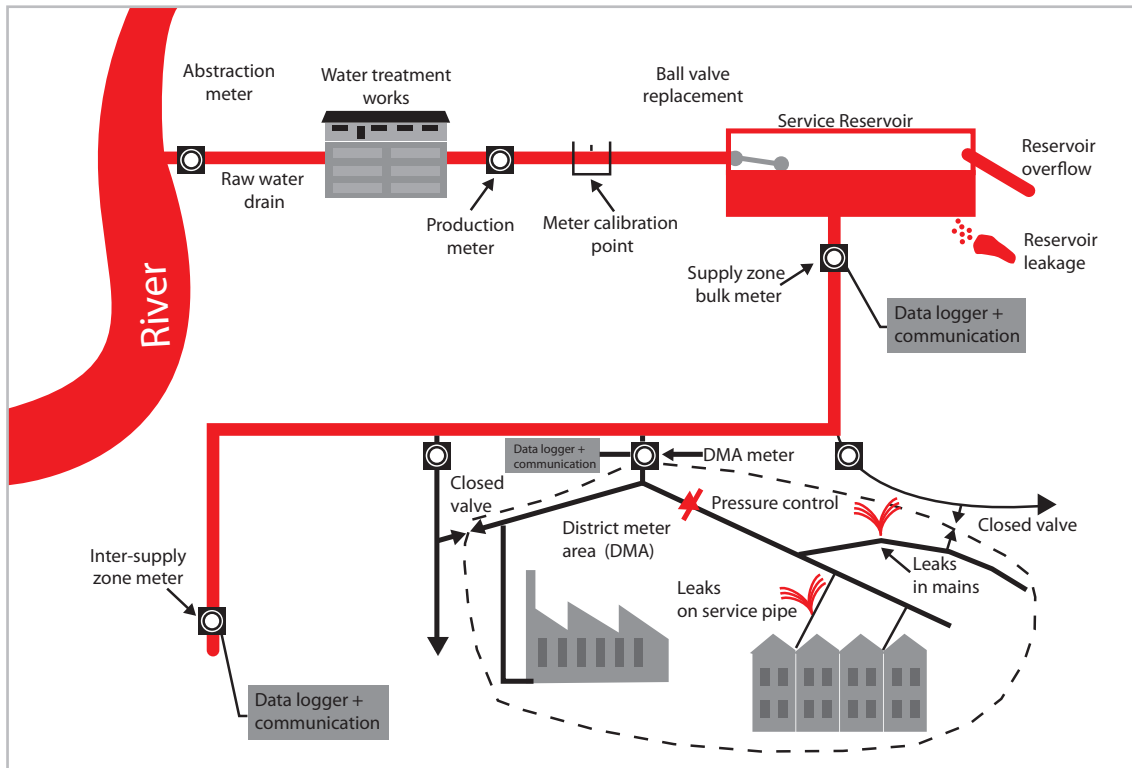 Abstraction
meter
Water treatment
works
Ball valve
replacement
Service Reservoir
Reservoir
overflow
Raw water
drain
Production
meter
Meter calibration
point
Reservoir
leakage
Supply zone
bulk meter
Data logger +
communication
River
Data logger +
communication
DMA meter
Closed
valve
Pressure control
Closed valve
District meter
area (DMA)
Inter-supply
zone meter
Leaks
in mains
Leaks
on service pipe
Data logger +
communication